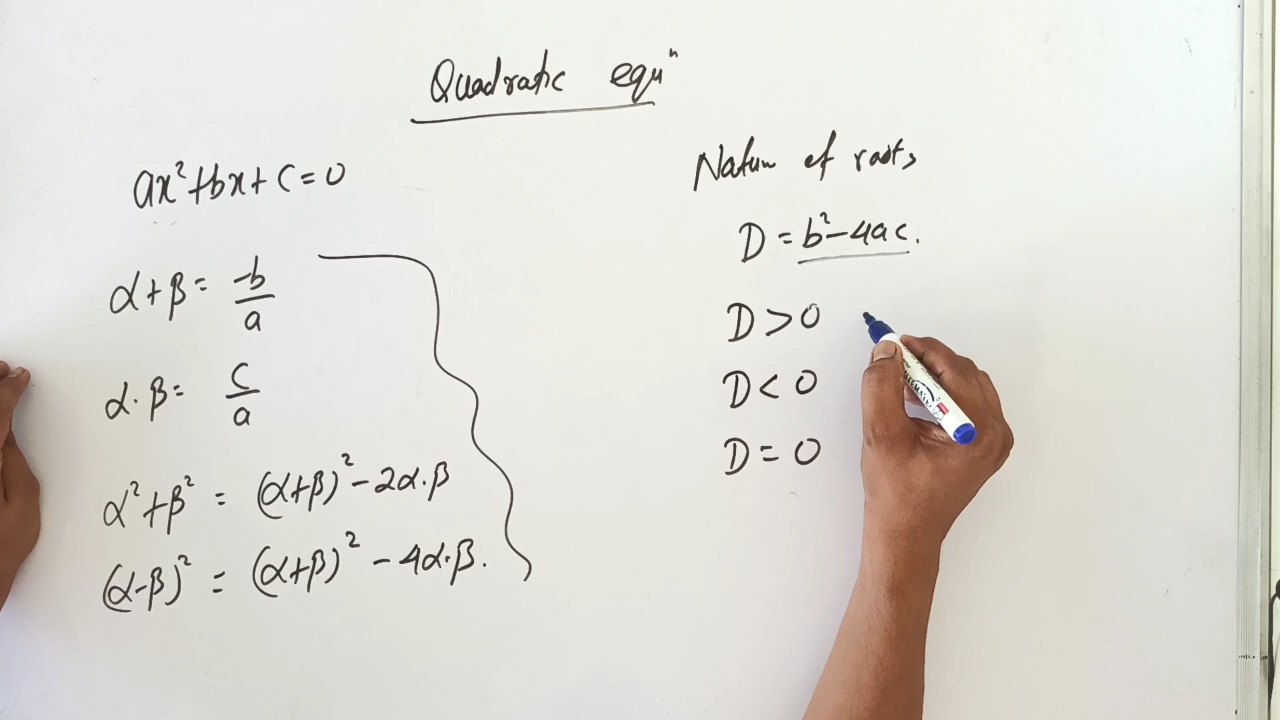 Quadratic equⁿ
ax²+bx+c=0
α+β= -b/a
α.β= c/a
α²+β² = (α+β)²-2α.β
(α-β)² = (α+β)² - 4α.β.
Nature of roots
D = b²-4ac.
D>0
D<0
D=0